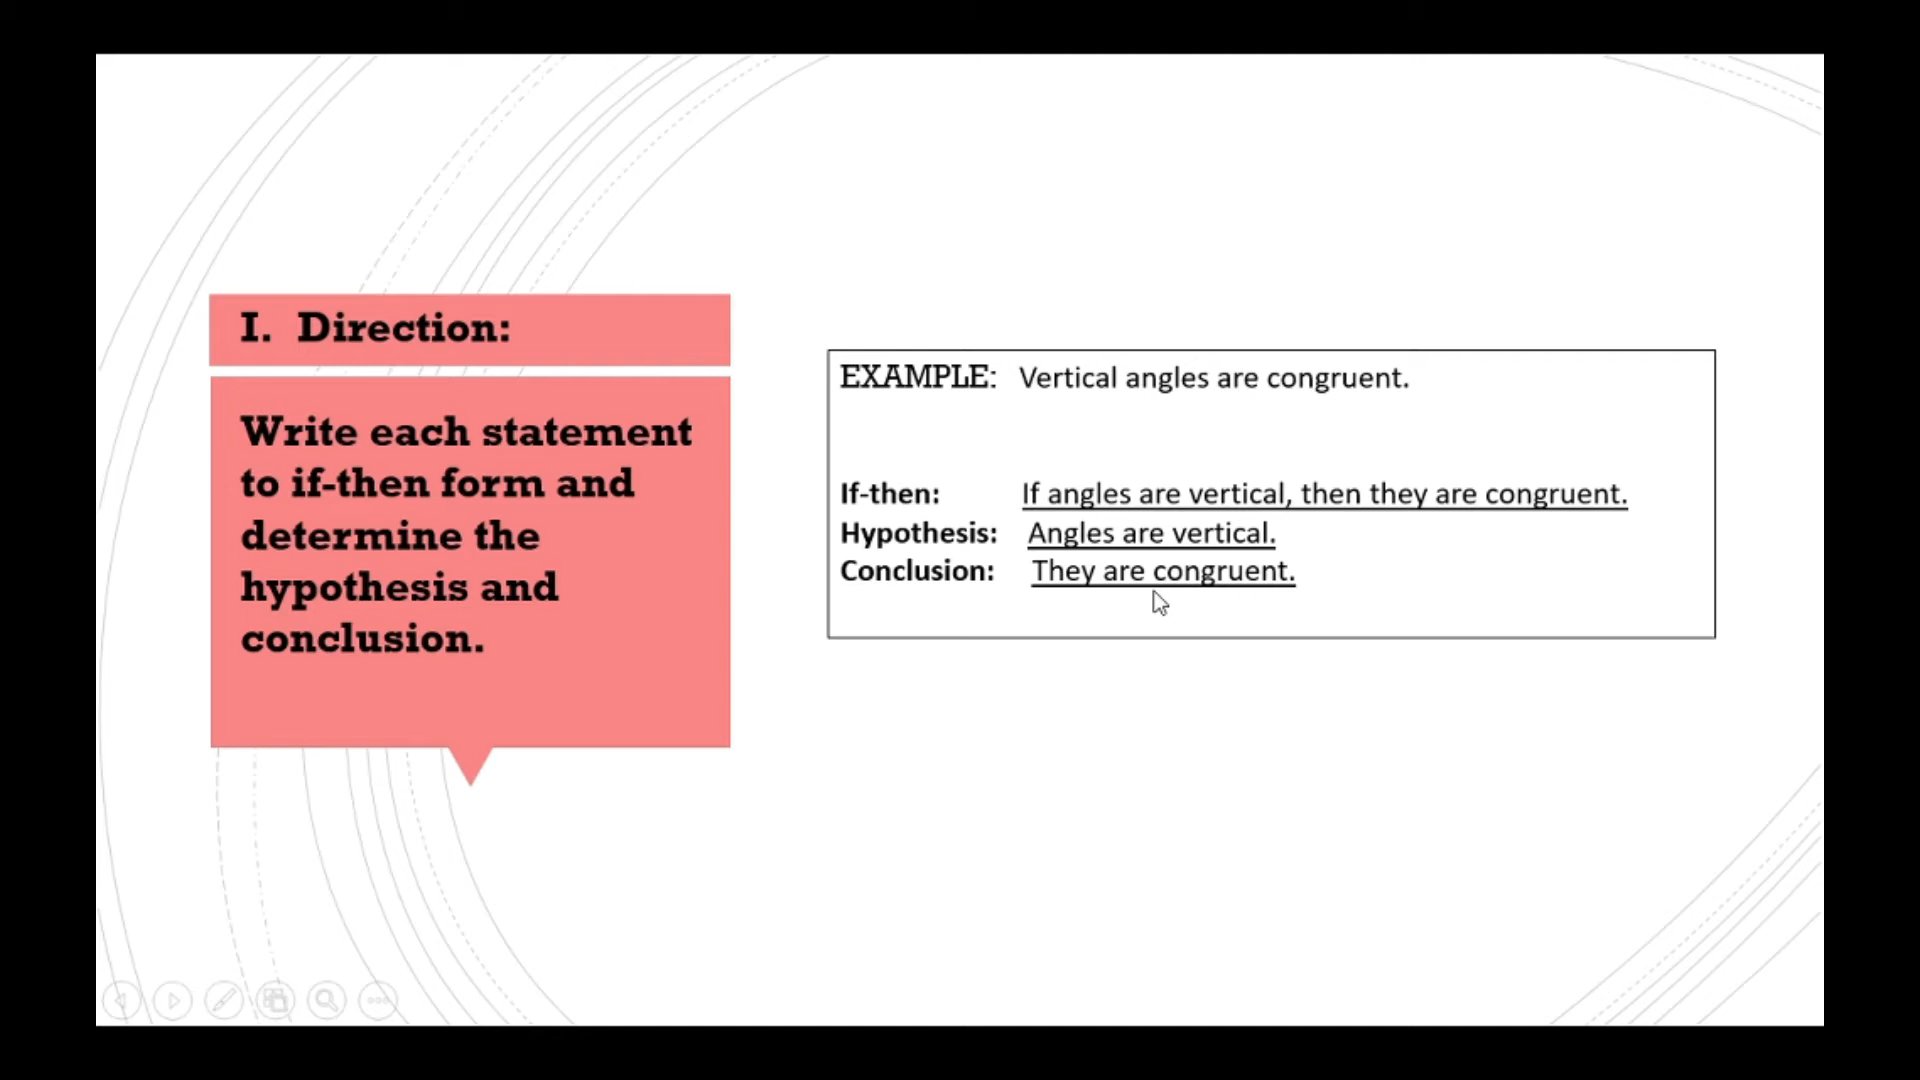 I. Direction:
Write each statement
to if-then form and
determine the
hypothesis and
conclusion.
EXAMPLE: Vertical angles are congruent.
If-then: If angles are vertical, then they are congruent.
Hypothesis: Angles are vertical.
Conclusion: They are congruent.